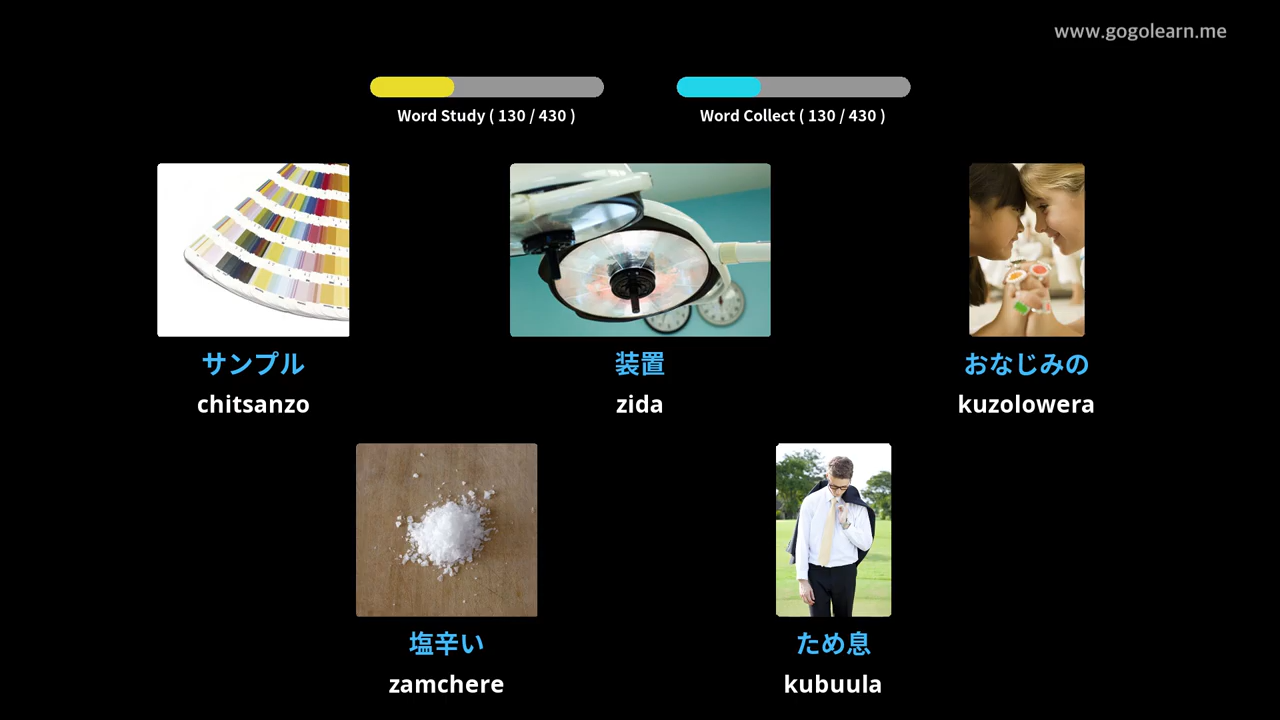 www.gogolearn.me
Word Study ( 130 / 430 )
Word Collect ( 130 / 430 )
サンプル
chitsanzo
装置
zida
おなじみの
kuzolowera
塩辛い
zamchere
ため息
kubuula